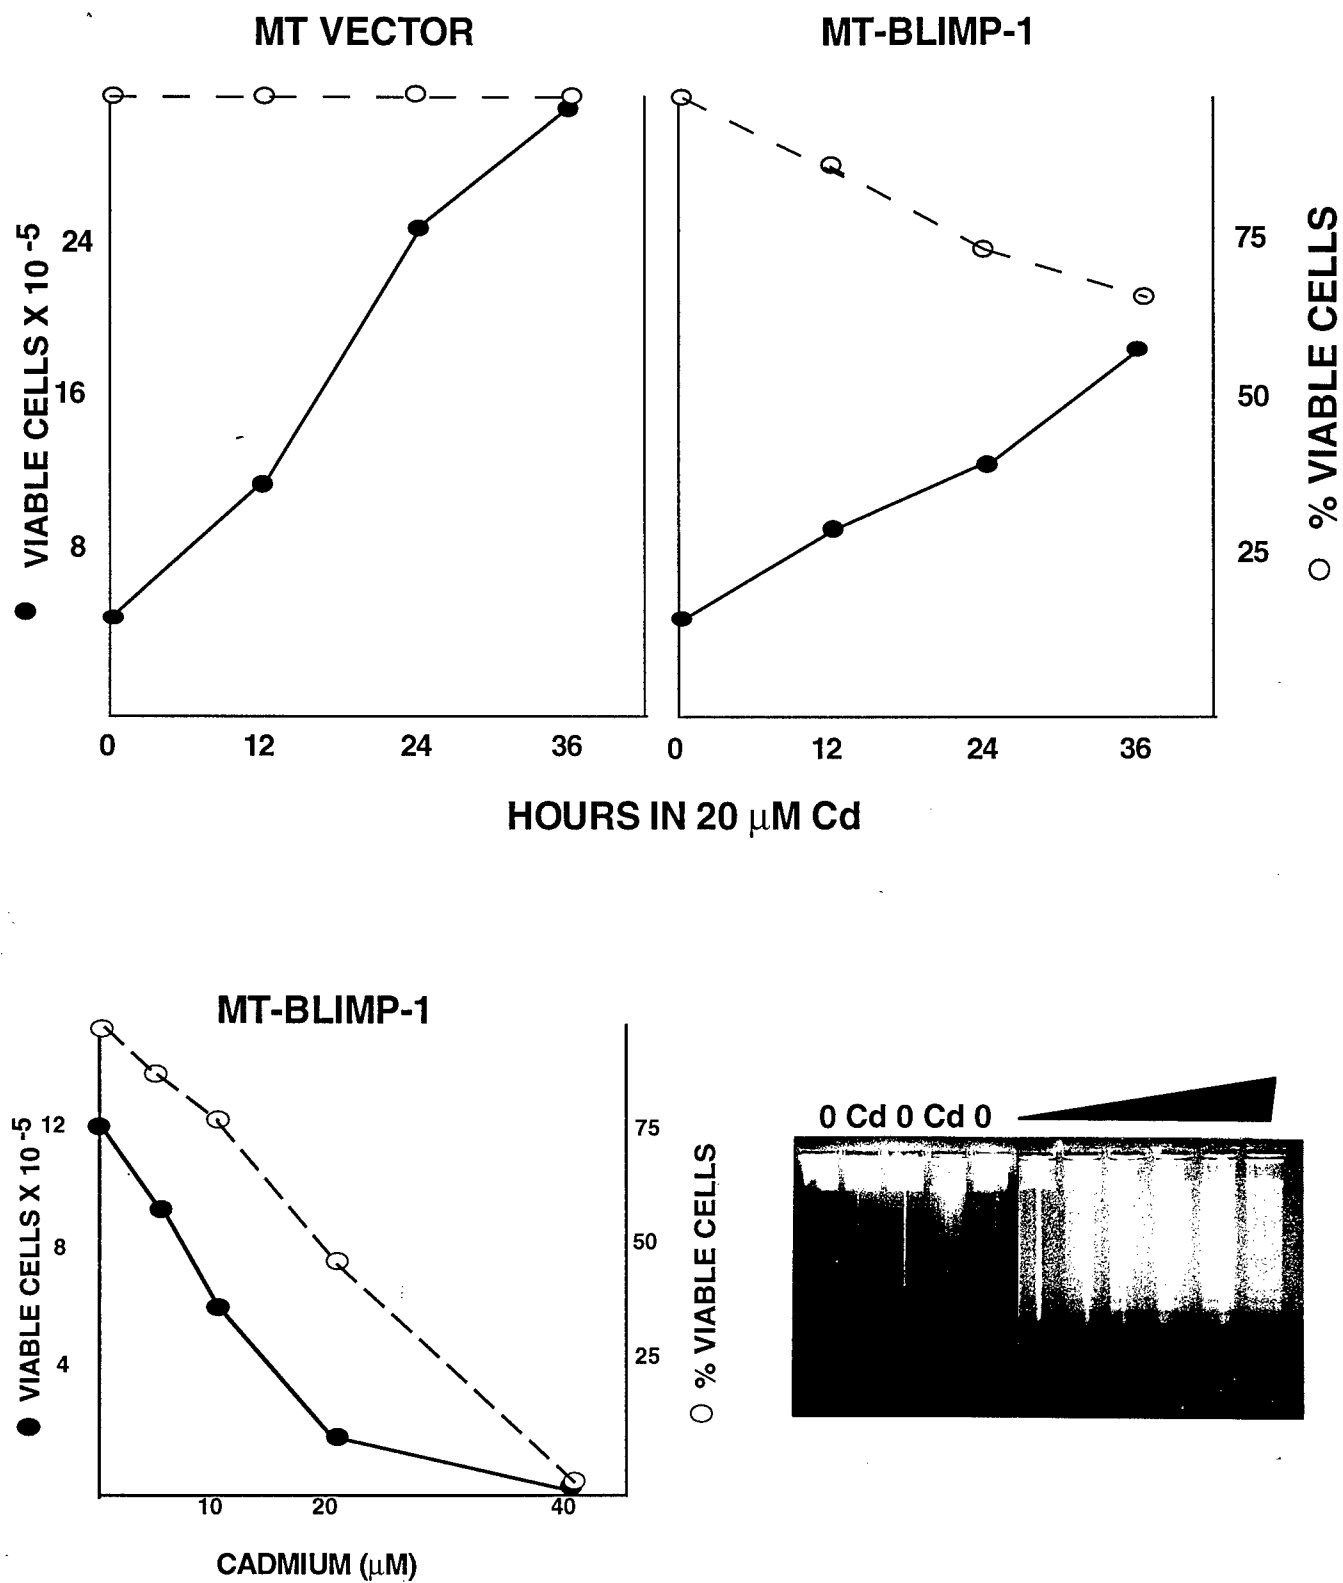 MT VECTOR
MT-BLIMP-1
VIABLE CELLS X 10 -5
24
16
8
75
50
25
% VIABLE CELLS
0 12 24 36
0 12 24 36
HOURS IN 20 μM Cd
MT-BLIMP-1
VIABLE CELLS X 10 -5
12
8
4
75
50
25
% VIABLE CELLS
10 20 40
CADMIUM (μM)
0 Cd 0 Cd 0